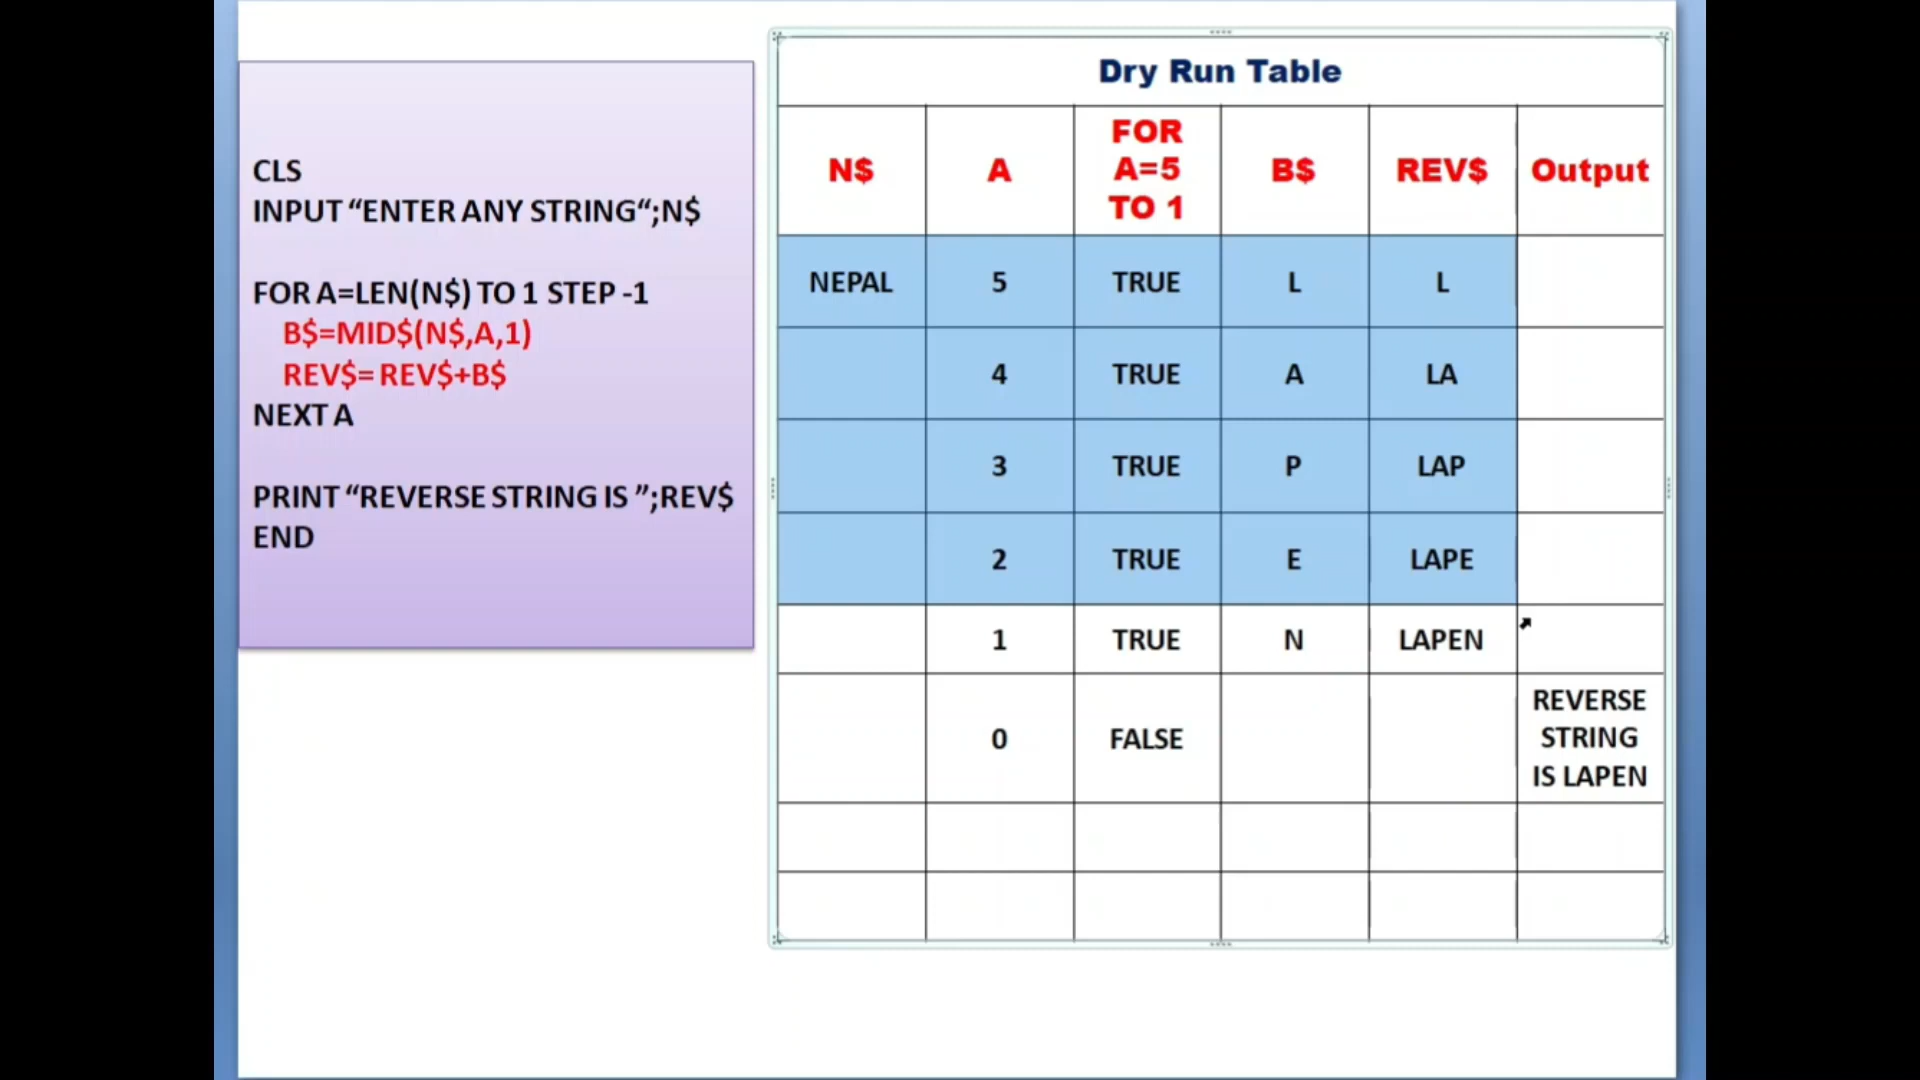 CLS
INPUT “ENTER ANY STRING“;N$
FOR A=LEN(N$) TO 1 STEP -1
B$=MID$(N$,A,1)
REV$= REV$+B$
NEXT A
PRINT “REVERSE STRING IS ”;REV$
END
Dry Run Table
N$ A FOR A=5 TO 1 B$ REV$ Output
NEPAL 5 TRUE L L
4 TRUE A LA
3 TRUE P LAP
2 TRUE E LAPE
1 TRUE N LAPEN
0 FALSE REVERSE STRING IS LAPEN